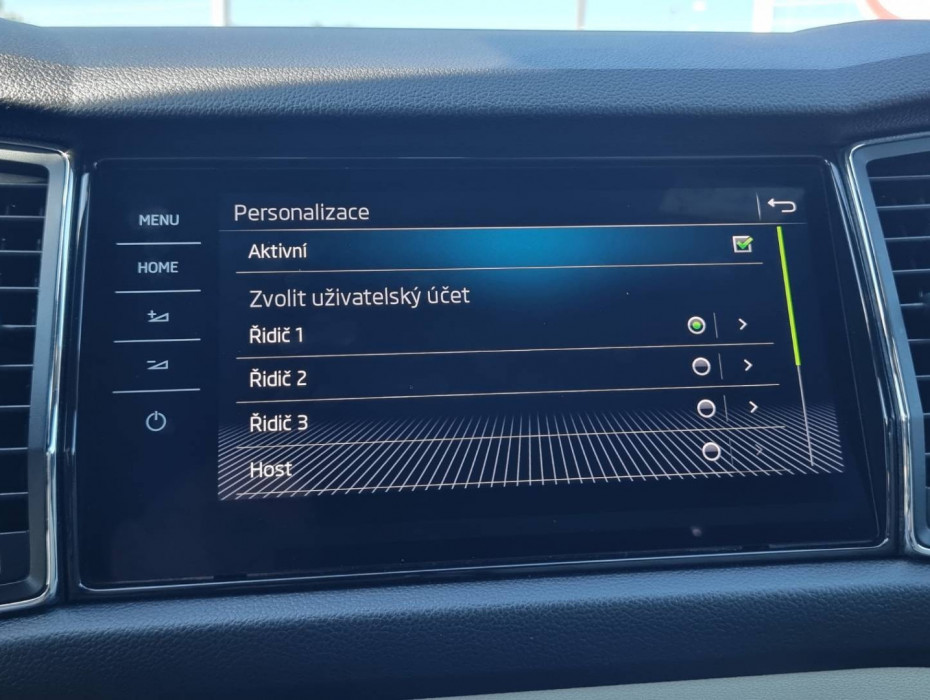 MENU
HOME
Personalizace
Aktivní
Zvolit uživatelský účet
Řidič 1
Řidič 2
Řidič 3
Host